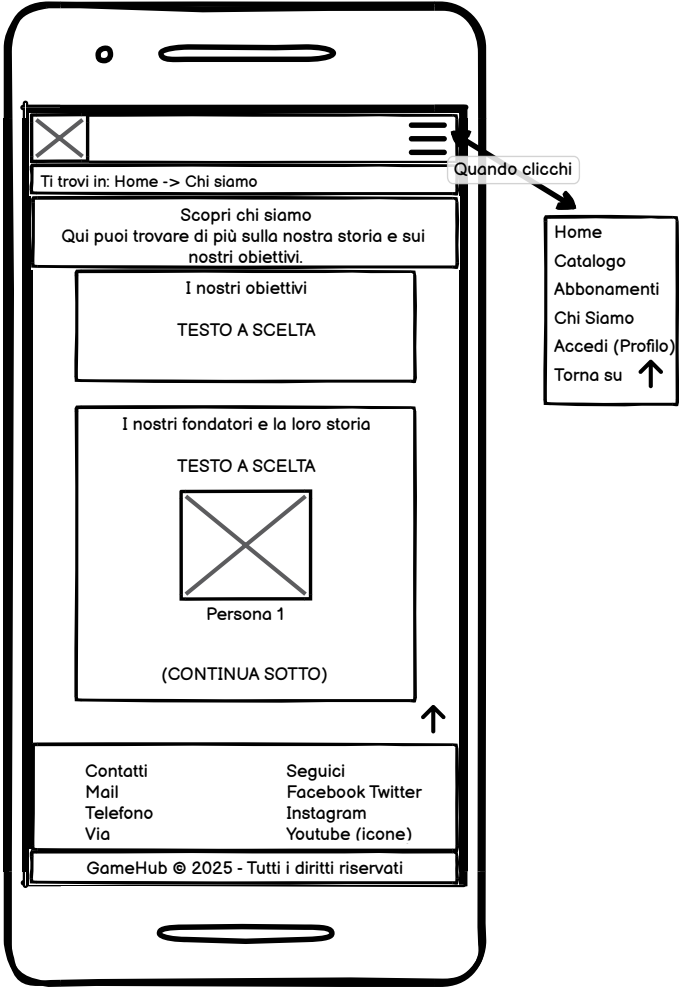 Ti trovi in: Home -> Chi siamo
Quando clicchi
Scopri chi siamo
Qui puoi trovare di più sulla nostra storia e sui
nostri obiettivi.
I nostri obiettivi
TESTO A SCELTA
I nostri fondatori e la loro storia
TESTO A SCELTA
Persona 1
(CONTINUA SOTTO)
Home
Catalogo
Abbonamenti
Chi Siamo
Accedi (Profilo)
Torna su
Contatti
Mail
Telefono
Via
Seguici
Facebook Twitter
Instagram
Youtube (icone)
GameHub © 2025 - Tutti i diritti riservati